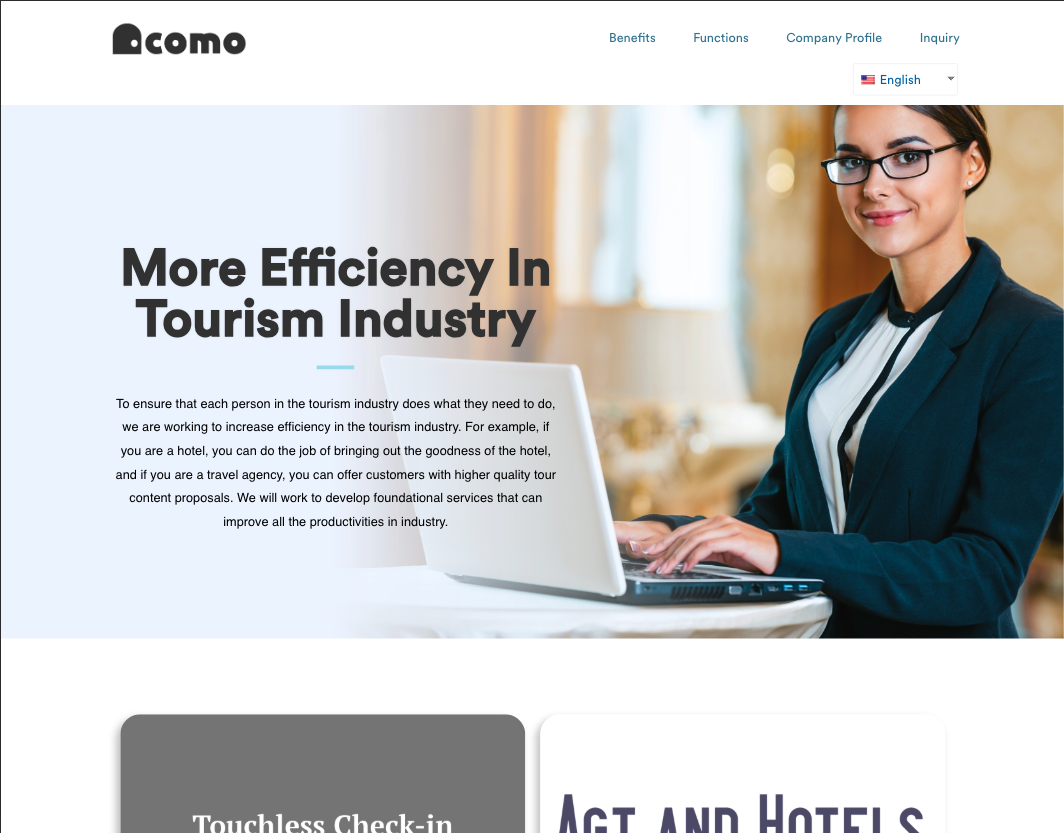 acomo
Benefits Functions Company Profile Inquiry
English
More Efficiency In
Tourism Industry
To ensure that each person in the tourism industry does what they need to do,
we are working to increase efficiency in the tourism industry. For example, if
you are a hotel, you can do the job of bringing out the goodness of the hotel,
and if you are a travel agency, you can offer customers with higher quality tour
content proposals. We will work to develop foundational services that can
improve all the productivities in industry.
Touchless Check-in
AGT AND HOTELS